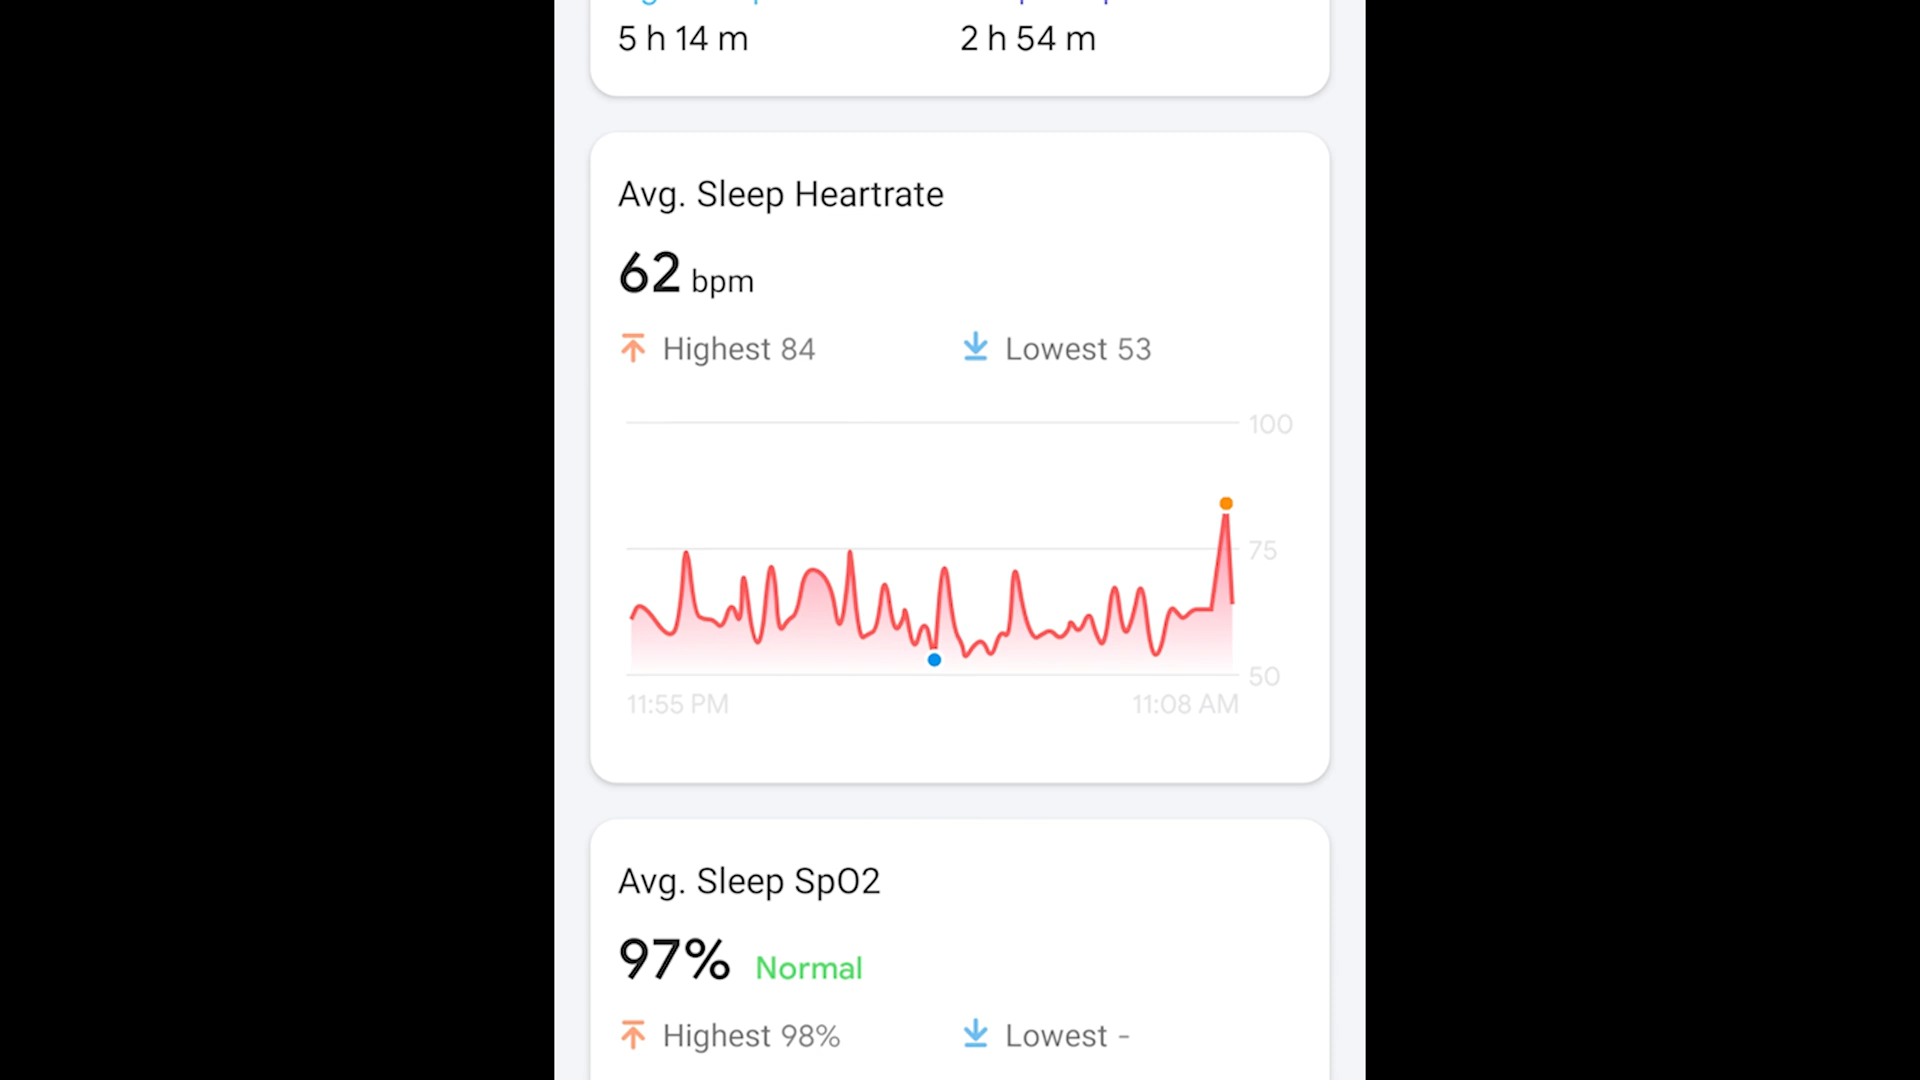 5 h 14 m 2 h 54 m
Avg. Sleep Heartrate
62 bpm
Highest 84 Lowest 53
100
75
50
11:55 PM 11:08 AM
Avg. Sleep SpO2
97% Normal
Highest 98% Lowest -